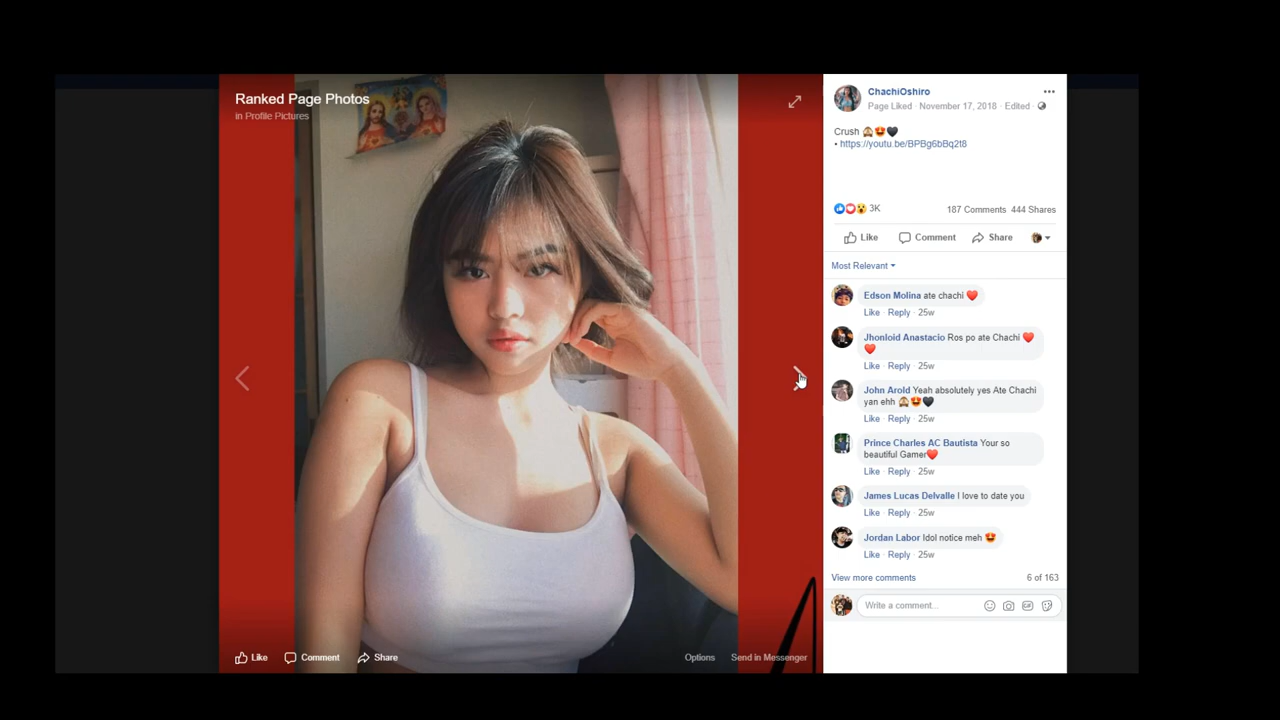 Ranked Page Photos
in Profile Pictures
ChachiOshiro
Page Liked · November 17, 2018 · Edited ·
Crush 🙈😍🖤
• https://youtu.be/BPBg6bBq2t8
3K
187 Comments 444 Shares
Like Comment Share
Most Relevant
Edson Molina ate chachi ❤️
Like · Reply · 25w
Jhonloid Anastacio Ros po ate Chachi ❤️
❤️
Like · Reply · 25w
John Arold Yeah absolutely yes Ate Chachi
yan ehh 🙈😍🖤
Like · Reply · 25w
Prince Charles AC Bautista Your so
beautiful Gamer❤️
Like · Reply · 25w
James Lucas Delvalle I love to date you
Like · Reply · 25w
Jordan Labor Idol notice meh 😍
Like · Reply · 25w
View more comments 6 of 163
Write a comment...
Like Comment Share Options Send in Messenger